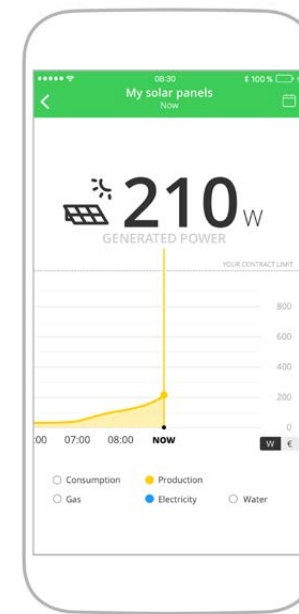 08:30 100 %
My solar panels
Now
210 W
GENERATED POWER
YOUR CONTRACT LIMIT
800
600
400
200
0
:00 07:00 08:00 NOW
W €
Consumption Production
Gas Electricity Water